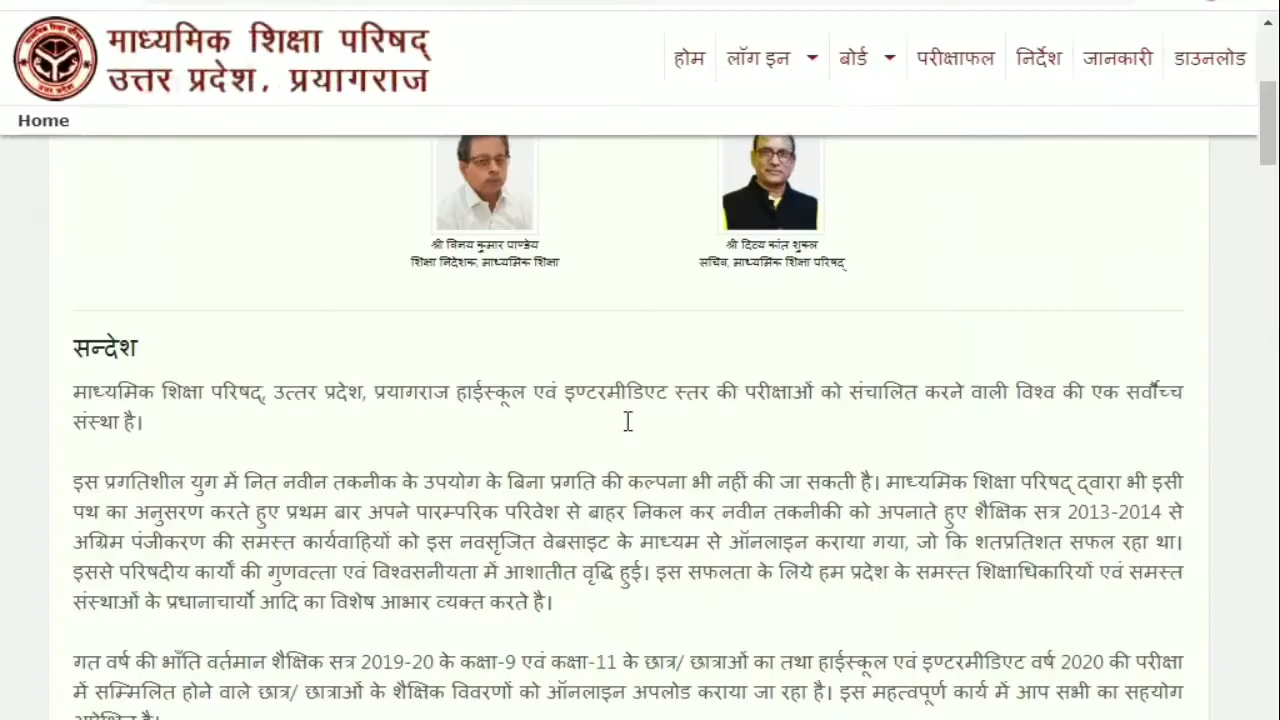 माध्यमिक शिक्षा परिषद्
उत्तर प्रदेश, प्रयागराज
होम लॉग इन बोर्ड परीक्षाफल निर्देश जानकारी डाउनलोड
Home
श्री विनय कुमार पाण्डेय
शिक्षा निदेशक, माध्यमिक शिक्षा
श्री दिव्य कांत शुक्ल
सचिव, माध्यमिक शिक्षा परिषद्
सन्देश
माध्यमिक शिक्षा परिषद्, उत्तर प्रदेश, प्रयागराज हाईस्कूल एवं इण्टरमीडिएट स्तर की परीक्षाओं को संचालित करने वाली विश्व की एक सर्वोच्च
संस्था है।
इस प्रगतिशील युग में नित नवीन तकनीक के उपयोग के बिना प्रगति की कल्पना भी नहीं की जा सकती है। माध्यमिक शिक्षा परिषद् द्वारा भी इसी
पथ का अनुसरण करते हुए प्रथम बार अपने पारम्परिक परिवेश से बाहर निकल कर नवीन तकनीकी को अपनाते हुए शैक्षिक सत्र 2013-2014 से
अग्रिम पंजीकरण की समस्त कार्यवाहियों को इस नवसृजित वेबसाइट के माध्यम से ऑनलाइन कराया गया, जो कि शतप्रतिशत सफल रहा था।
इससे परिषदीय कार्यों की गुणवत्ता एवं विश्वसनीयता में आशातीत वृद्धि हुई। इस सफलता के लिये हम प्रदेश के समस्त शिक्षाधिकारियों एवं समस्त
संस्थाओं के प्रधानाचार्यो आदि का विशेष आभार व्यक्त करते है।
गत वर्ष की भाँति वर्तमान शैक्षिक सत्र 2019-20 के कक्षा-9 एवं कक्षा-11 के छात्र/ छात्राओं का तथा हाईस्कूल एवं इण्टरमीडिएट वर्ष 2020 की परीक्षा
में सम्मिलित होने वाले छात्र/ छात्राओं के शैक्षिक विवरणों को ऑनलाइन अपलोड कराया जा रहा है। इस महत्वपूर्ण कार्य में आप सभी का सहयोग